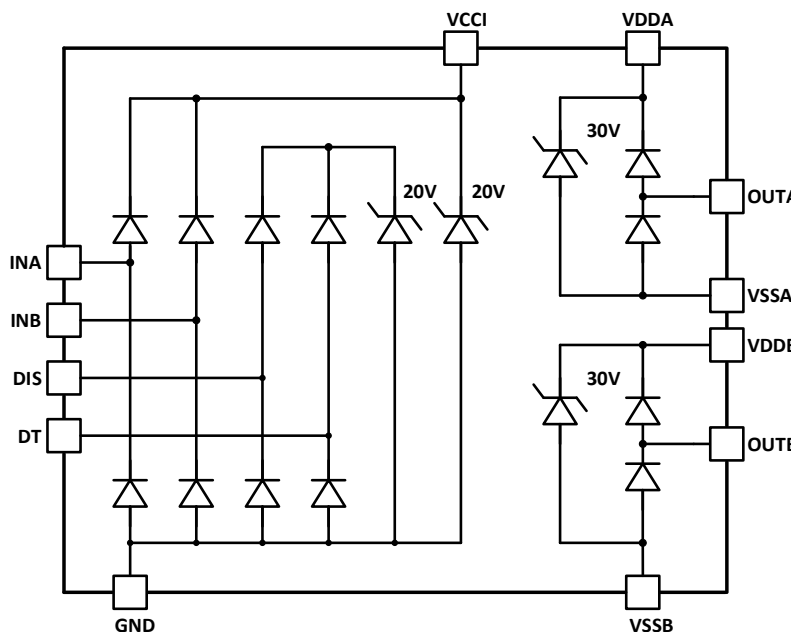 VCCI
VDDA
30V
20V
20V
OUTA
INA
VSSA
INB
VDDB
DIS
30V
DT
OUTB
GND
VSSB